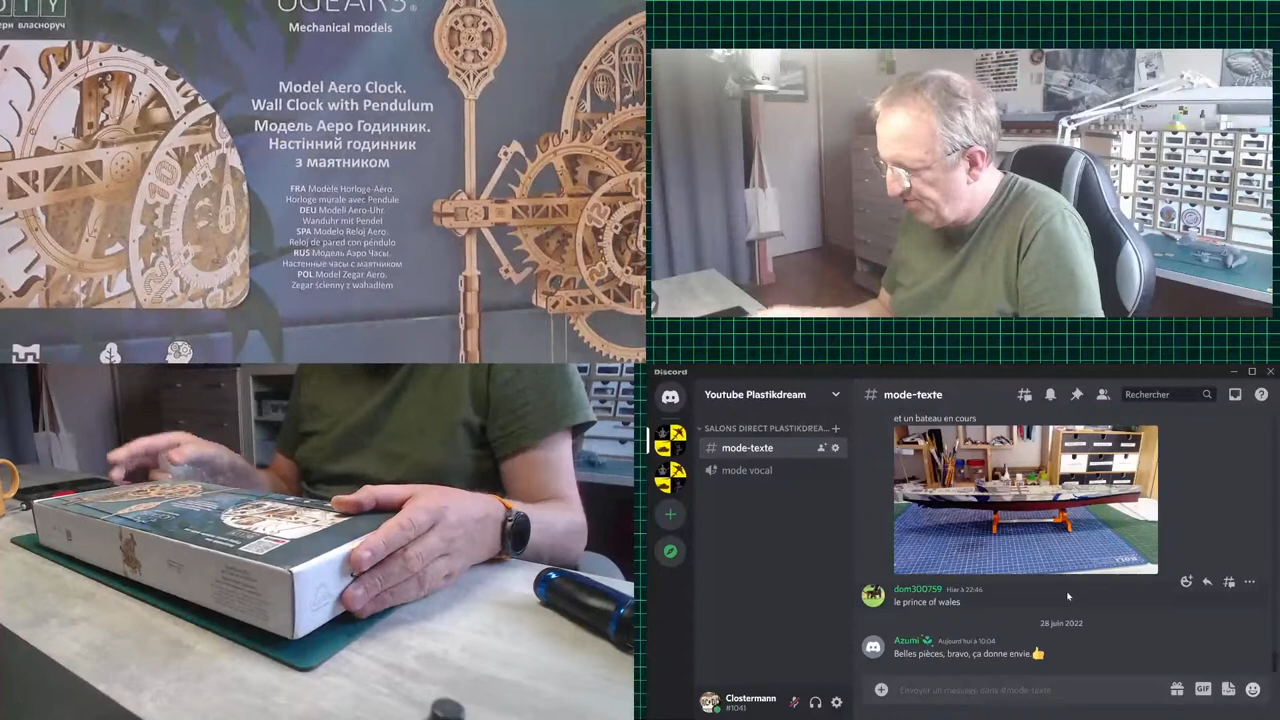 ери власноруч
UGEARS®
Mechanical models
Model Aero Clock.
Wall Clock with Pendulum
Модель Аеро Годинник.
Настінний годинник
з маятником
FRA Modèle Horloge-Aéro.
Horloge murale avec Pendule
DEU Modell Aero-Uhr.
Wanduhr mit Pendel
SPA Modelo Reloj Aero.
Reloj de pared con péndulo
RUS Модель Аэро Часы.
Настенные часы с маятником
POL Model Zegar Aero.
Zegar ścienny z wahadłem
Discord
Youtube Plastikdream
SALONS DIRECT PLASTIKDREA...
# mode-texte
mode vocal
Clostermann
#1041
# mode-texte
Rechercher
et un bateau en cours
dom300759 Hier à 22:46
le prince of wales
28 juin 2022
Azumi Aujourd'hui à 10:04
Belles pièces, bravo, ça donne envie.👍
Envoyer un message dans #mode-texte
GIF